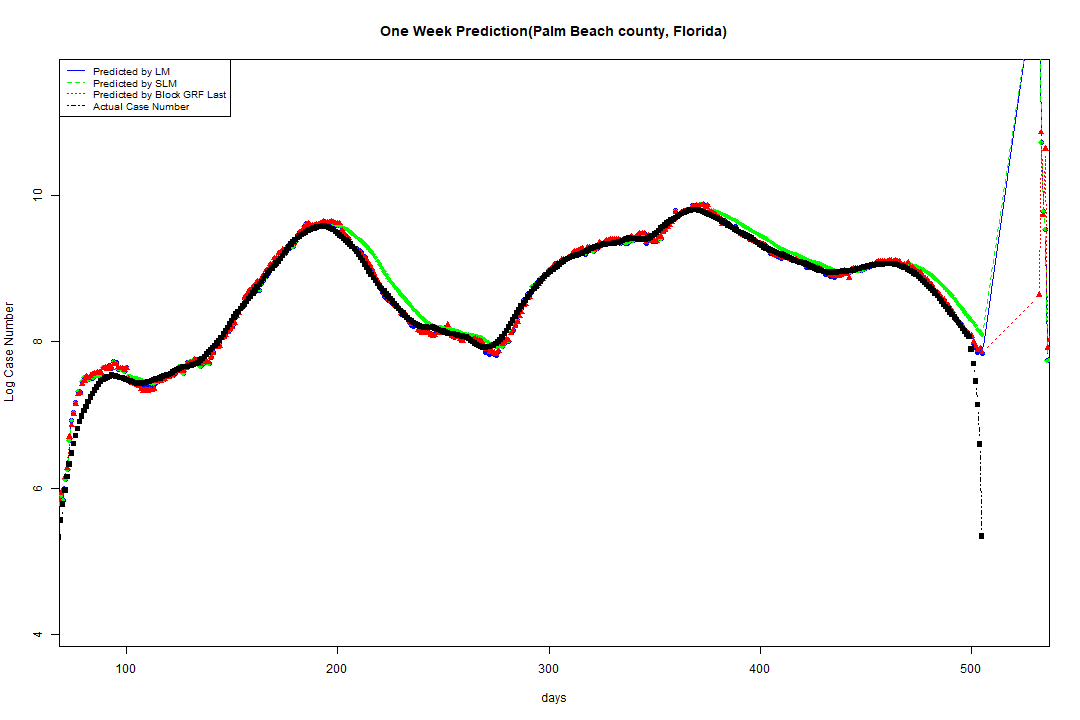 One Week Prediction(Palm Beach county, Florida)
Predicted by LM
Predicted by SLM
Predicted by Block GRF Last
Actual Case Number
Log Case Number
10
8
6
4
100 200 300 400 500
days